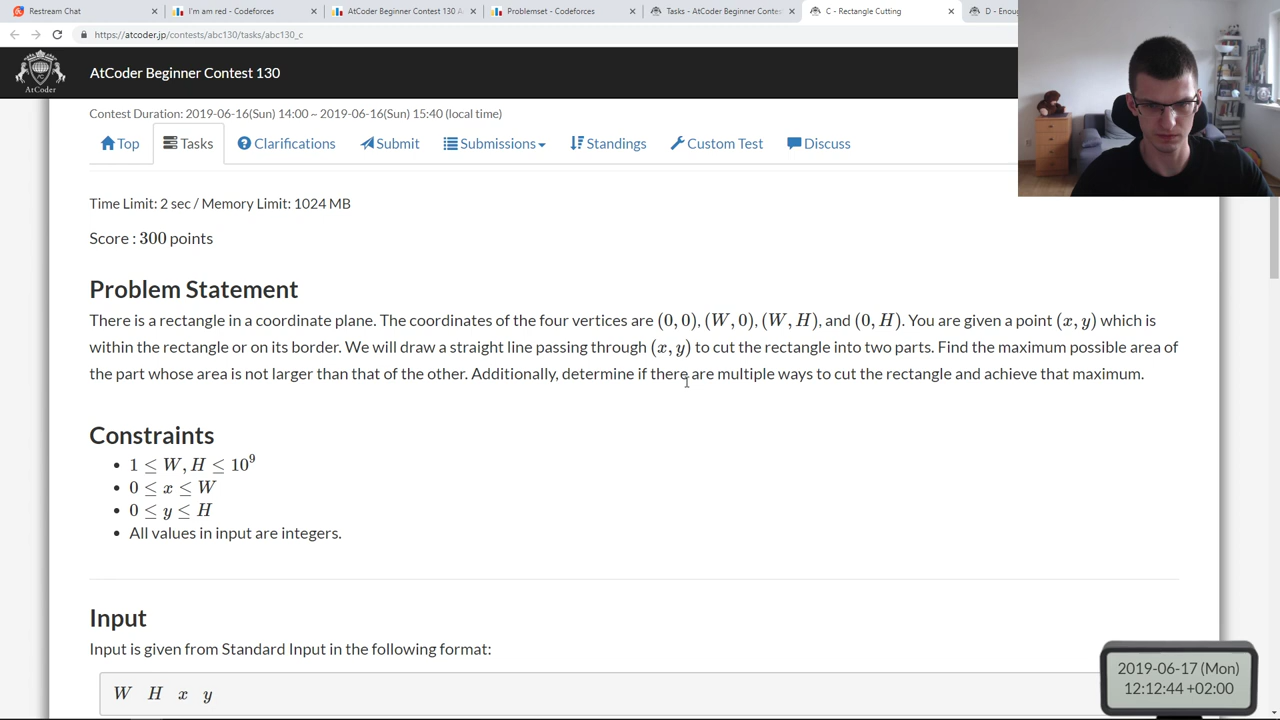 Restream Chat
I'm am red - Codeforces
AtCoder Beginner Contest 130 A
Problemset - Codeforces
Tasks - AtCoder Beginner Contes
C - Rectangle Cutting
D - Enoug
https://atcoder.jp/contests/abc130/tasks/abc130_c
AtCoder
AtCoder Beginner Contest 130
Contest Duration: 2019-06-16(Sun) 14:00 ~ 2019-06-16(Sun) 15:40 (local time)
Top Tasks Clarifications Submit Submissions Standings Custom Test Discuss
Time Limit: 2 sec / Memory Limit: 1024 MB
Score : 300 points
Problem Statement
There is a rectangle in a coordinate plane. The coordinates of the four vertices are (0, 0), (W, 0), (W, H), and (0, H). You are given a point (x, y) which is
within the rectangle or on its border. We will draw a straight line passing through (x, y) to cut the rectangle into two parts. Find the maximum possible area of
the part whose area is not larger than that of the other. Additionally, determine if there are multiple ways to cut the rectangle and achieve that maximum.
Constraints
• 1 ≤ W, H ≤ 10⁹
• 0 ≤ x ≤ W
• 0 ≤ y ≤ H
• All values in input are integers.
Input
Input is given from Standard Input in the following format:
W H x y
2019-06-17 (Mon)
12:12:44 +02:00